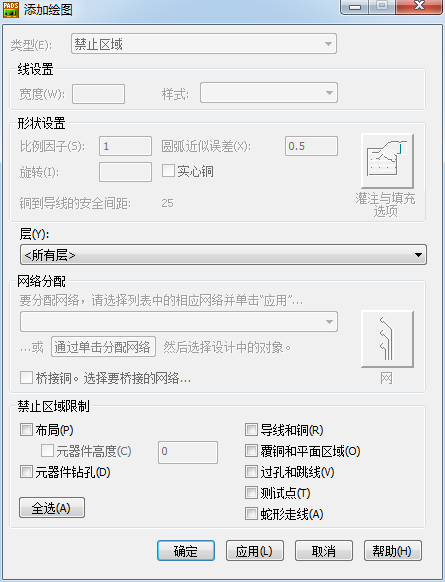 PADS 添加绘图
类型(E): 禁止区域
线设置
宽度(W): 样式:
形状设置
比例因子(S): 1 圆弧近似误差(X): 0.5
旋转(I): 实心铜
铜到导线的安全间距: 25
灌注与填充
选项
层(Y):
<所有层>
网络分配
要分配网络，请选择列表中的相应网络并单击“应用”...
...或 通过单击分配网络 然后选择设计中的对象。
桥接铜。选择要桥接的网络...
网
禁止区域限制
布局(P) 导线和铜(R)
元器件高度(C) 0 覆铜和平面区域(O)
元器件钻孔(D) 过孔和跳线(V)
测试点(T)
全选(A) 蛇形走线(A)
确定 应用(L) 取消 帮助(H)